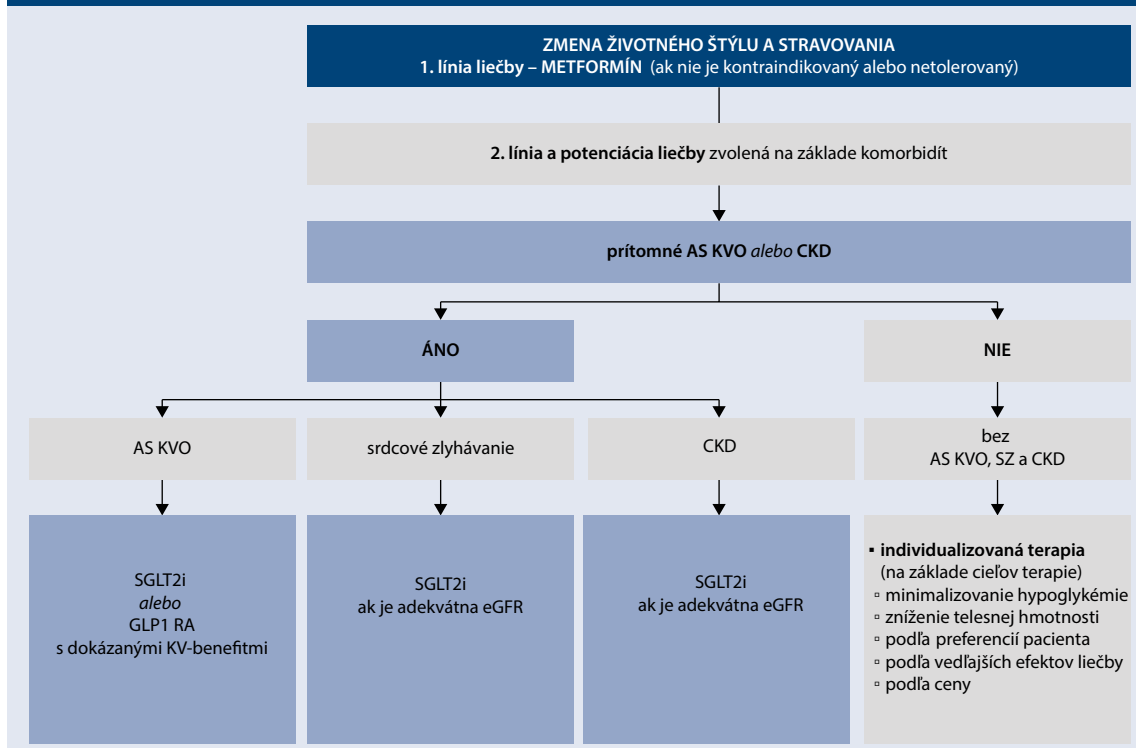 ZMENA ŽIVOTNÉHO ŠTÝLU A STRAVOVANIA
1. línia liečby – METFORMÍN (ak nie je kontraindikovaný alebo netolerovaný)
2. línia a potenciácia liečby zvolená na základe komorbidít
prítomné AS KVO alebo CKD
ÁNO
NIE
AS KVO
srdcové zlyhávanie
CKD
bez
AS KVO, SZ a CKD
SGLT2i
alebo
GLP1 RA
s dokázanými KV-benefitmi
SGLT2i
ak je adekvátna eGFR
SGLT2i
ak je adekvátna eGFR
▪ individualizovaná terapia
(na základe cieľov terapie)
▫ minimalizovanie hypoglykémie
▫ zníženie telesnej hmotnosti
▫ podľa preferencií pacienta
▫ podľa vedľajších efektov liečby
▫ podľa ceny